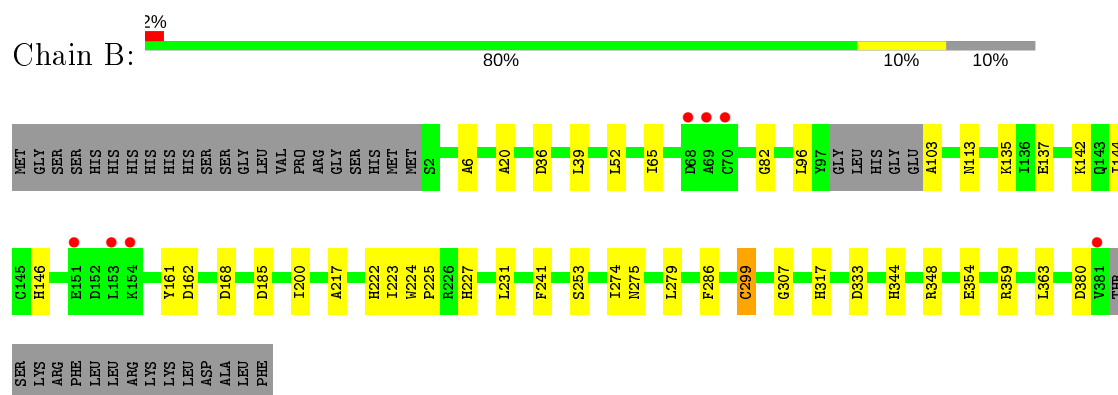 2%
Chain B:
80% 10% 10%
MET GLY SER SER HIS HIS HIS HIS HIS HIS SER SER GLY LEU VAL PRO ARG GLY SER HIS MET MET S2 A6 A20 D36 L39 L52 I65 D68 A69 C70 G82 L96 Y97 GLY LEU HIS GLY GLU A103 N113 K135 I136 E137 K142 Q143 I144
C145 H146 E151 D152 L153 K154 Y161 D162 D168 D185 I200 A217 H222 I223 W224 P225 R226 H227 L231 F241 S253 I274 N275 L279 F286 C299 G307 H317 D333 H344 R348 E354 R359 L363 D380 V381 THR
SER LYS ARG PHE LEU LEU ARG LYS LYS LEU ASP ALA LEU PHE